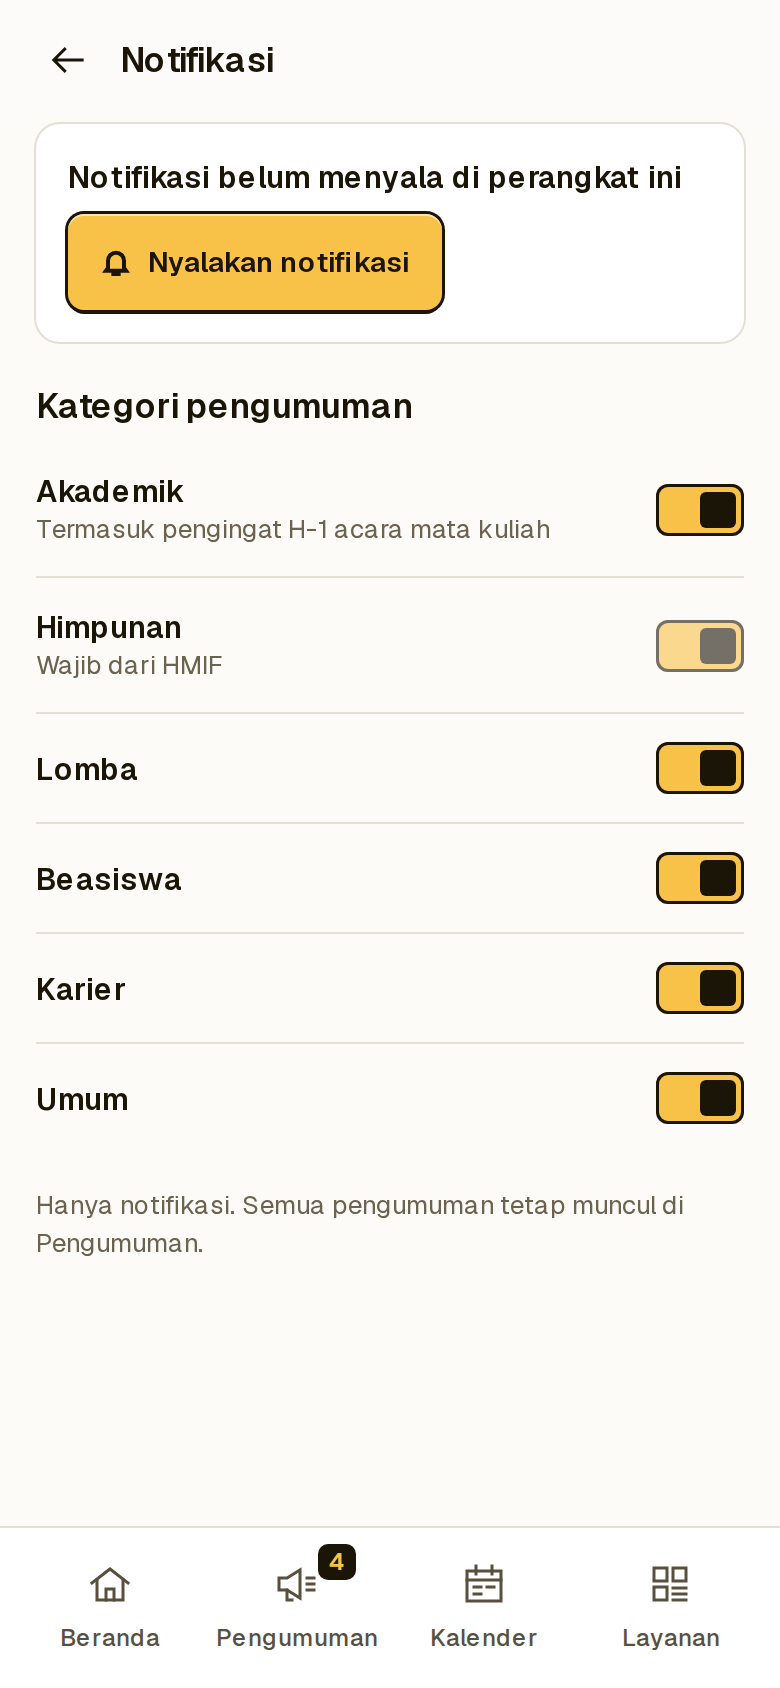 Notifikasi
Notifikasi belum menyala di perangkat ini
Nyalakan notifikasi
Kategori pengumuman
Akademik
Termasuk pengingat H-1 acara mata kuliah
Himpunan
Wajib dari HMIF
Lomba
Beasiswa
Karier
Umum
Hanya notifikasi. Semua pengumuman tetap muncul di
Pengumuman.
4
Beranda
Pengumuman
Kalender
Layanan